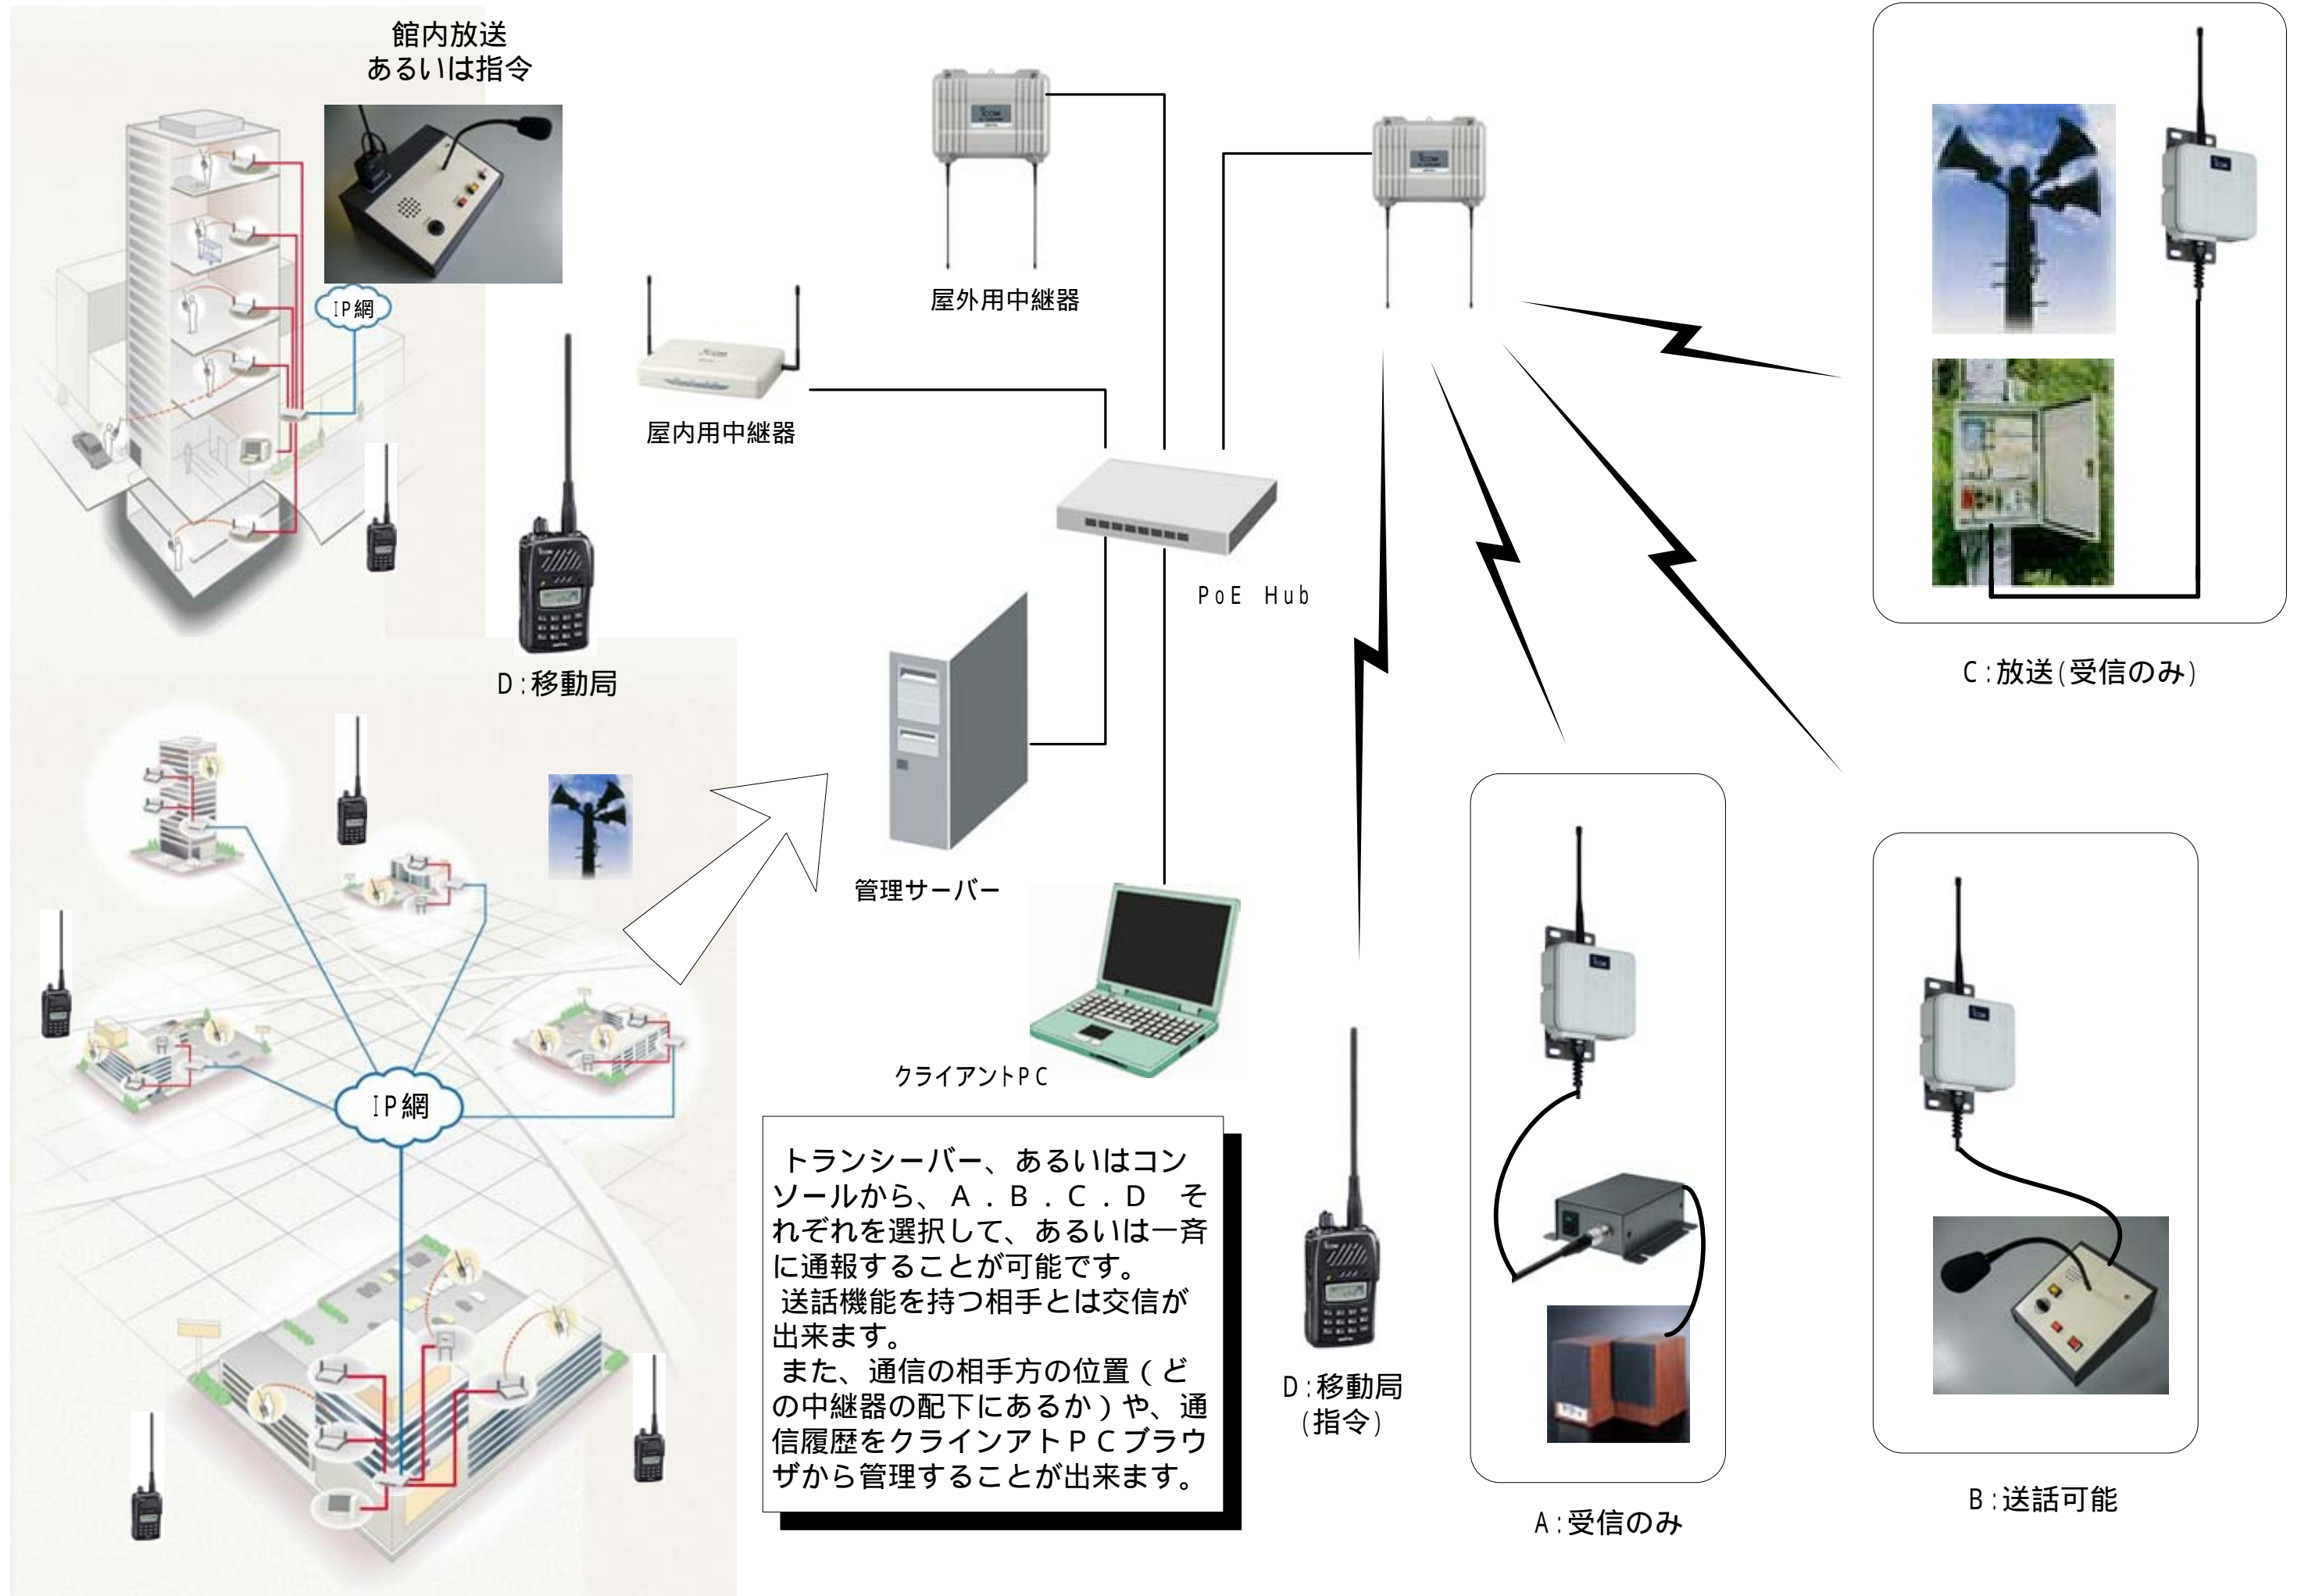 館内放送
あるいは指令
IP網
屋外用中継器
屋内用中継器
PoE Hub
C:放送(受信のみ)
D:移動局
管理サーバー
クライアントPC
IP網
トランシーバー、あるいはコン
ソールから、A.B.C.D そ
れぞれを選択して、あるいは一斉
に通報することが可能です。
送話機能を持つ相手とは交信が
出来ます。
また、通信の相手方の位置(ど
の中継器の配下にあるか)や、通
信履歴をクラインアトPCブラウ
ザから管理することが出来ます。
D:移動局
(指令)
A:受信のみ
B:送話可能